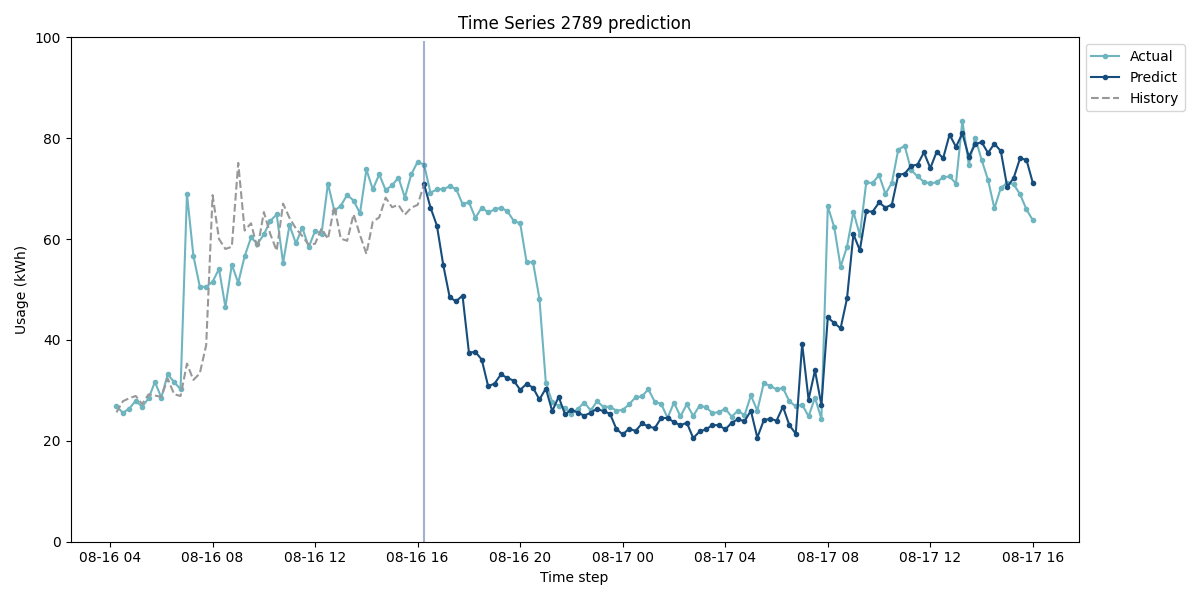 Time Series 2789 prediction
100
80
60
40
20
0
Usage (kWh)
08-16 04
08-16 08
08-16 12
08-16 16
08-16 20
08-17 00
08-17 04
08-17 08
08-17 12
08-17 16
Time step
Actual
Predict
History